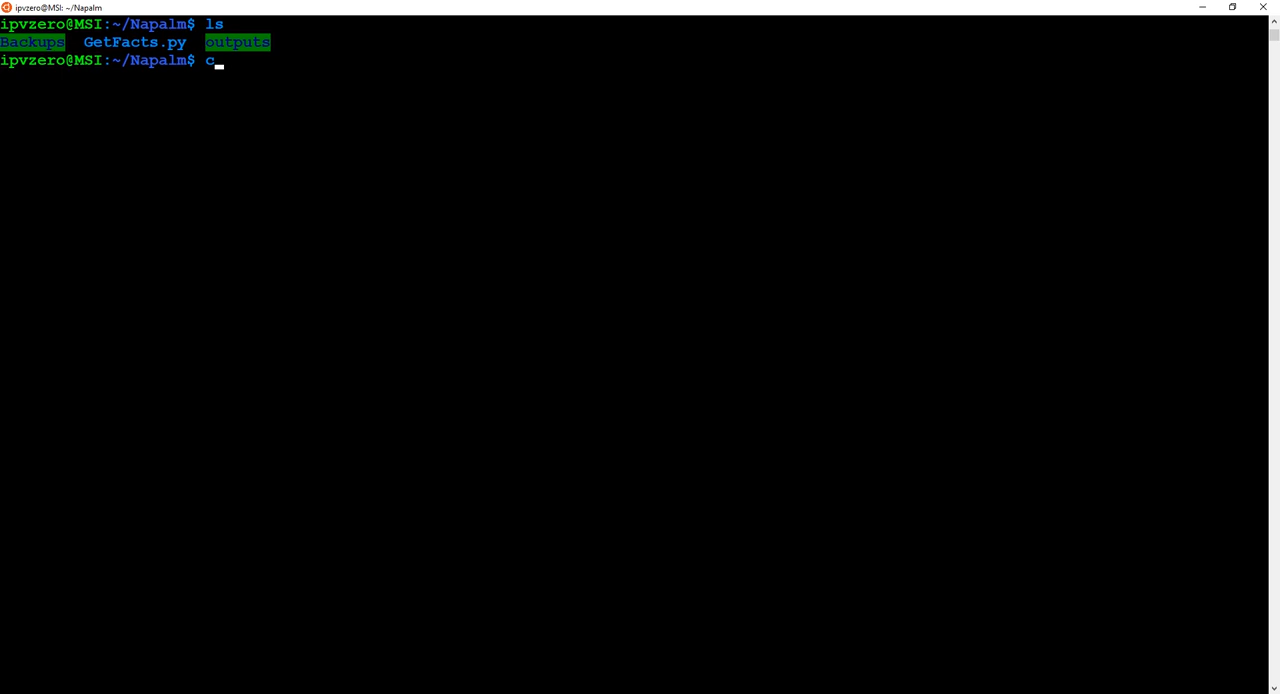 ipvzero@MSI: ~/Napalm
ipvzero@MSI:~/Napalm$ ls
Backups  GetFacts.py  outputs
ipvzero@MSI:~/Napalm$ c